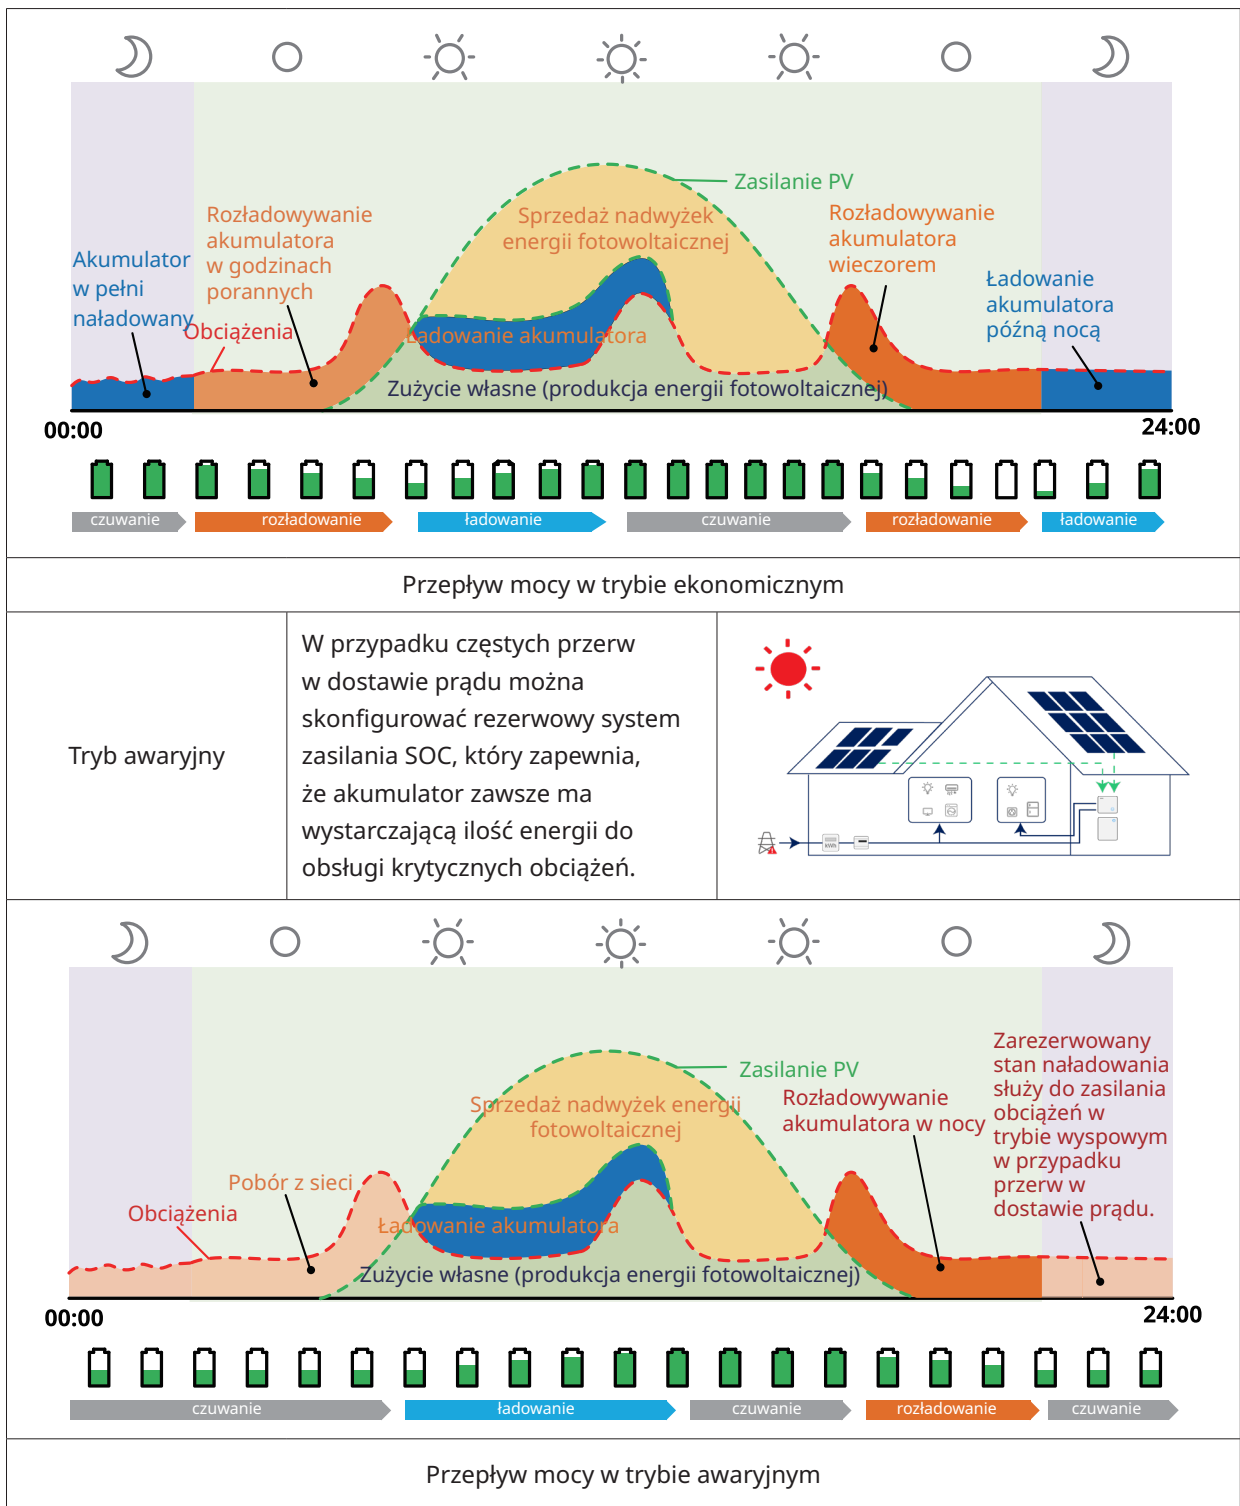 Zasilanie PV
Sprzedaż nadwyżek
energii fotowoltaicznej
Rozładowywanie
akumulatora
w godzinach
porannych
Rozładowywanie
akumulatora
wieczorem
Akumulator
w pełni
naładowany
Ładowanie
akumulatora
późną nocą
Obciążenia
Ładowanie akumulatora
Zużycie własne (produkcja energii fotowoltaicznej)
00:00
24:00
czuwanie
rozładowanie
ładowanie
czuwanie
rozładowanie
ładowanie
Przepływ mocy w trybie ekonomicznym
Tryb awaryjny
W przypadku częstych przerw
w dostawie prądu można
skonfigurować rezerwowy system
zasilania SOC, który zapewnia,
że akumulator zawsze ma
wystarczającą ilość energii do
obsługi krytycznych obciążeń.
kWh
Zasilanie PV
Sprzedaż nadwyżek energii
fotowoltaicznej
Rozładowywanie
akumulatora w nocy
Zarezerwowany
stan naładowania
służy do zasilania
obciążeń w
trybie wyspowym
w przypadku
przerw w
dostawie prądu.
Pobór z sieci
Obciążenia
Ładowanie akumulatora
Zużycie własne (produkcja energii fotowoltaicznej)
00:00
24:00
czuwanie
ładowanie
czuwanie
rozładowanie
czuwanie
Przepływ mocy w trybie awaryjnym